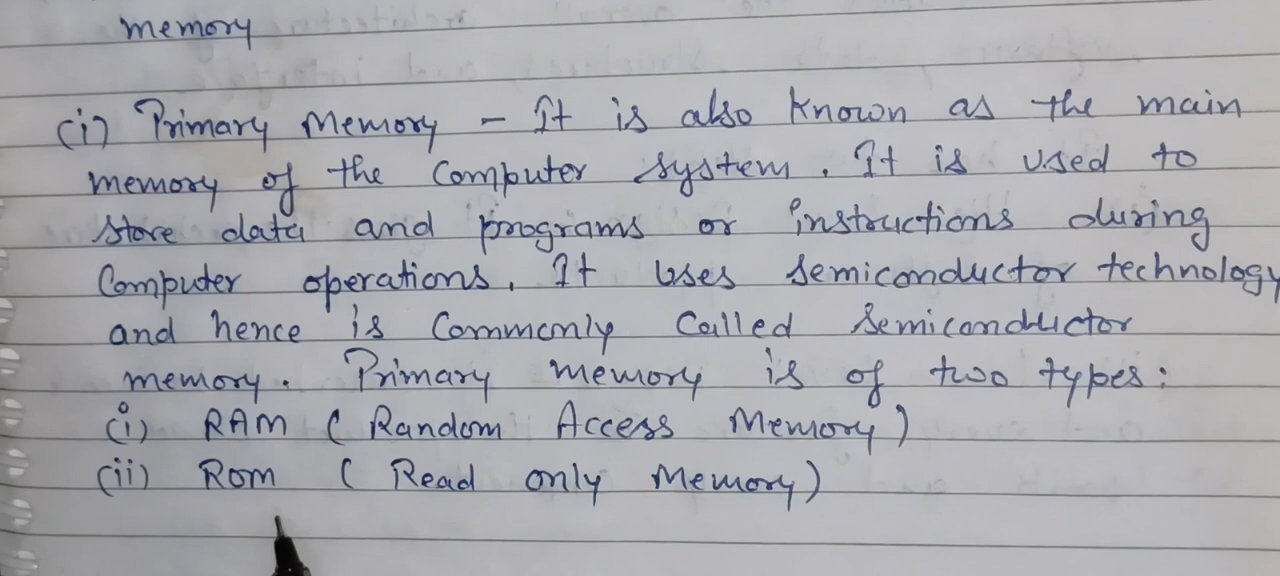 memory
(i) Primary Memory - It is also known as the main
memory of the Computer system. It is used to
store data and programs or instructions during
Computer operations. It uses semiconductor technology
and hence is Commonly Called Semiconductor
memory. Primary memory is of two types:
(i) RAM (Random Access Memory)
(ii) ROM (Read only Memory)